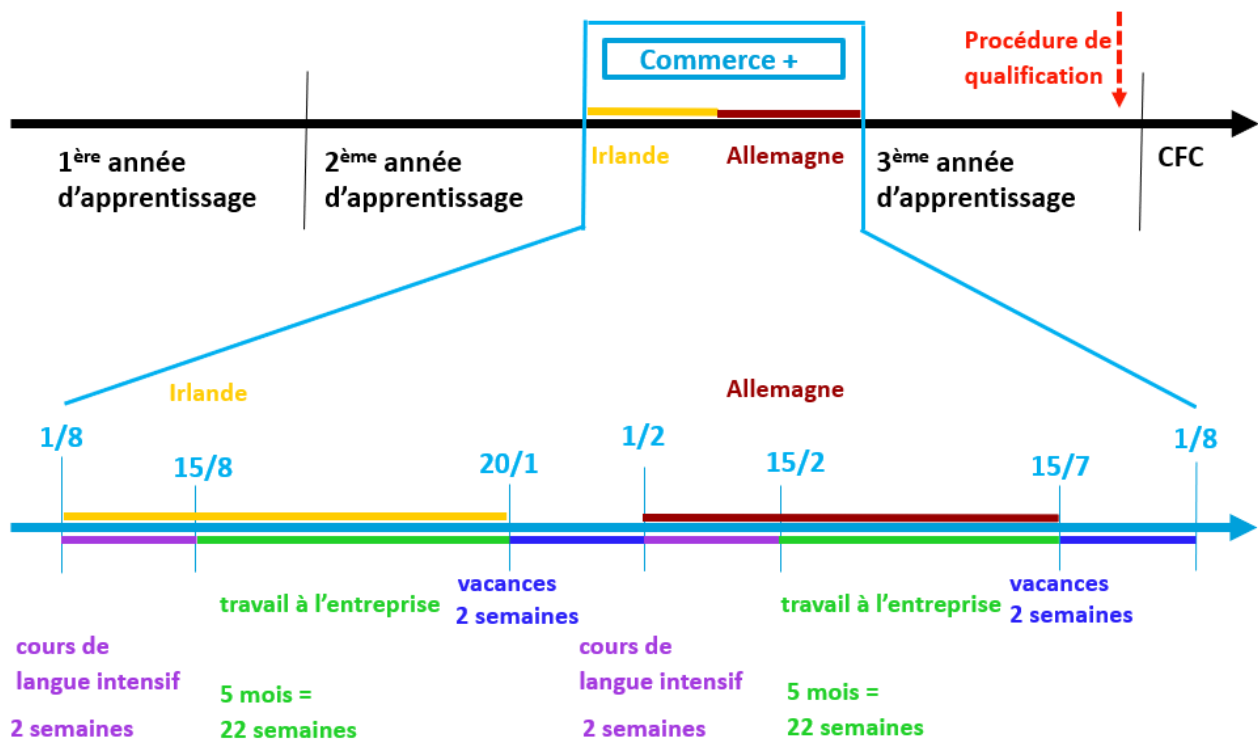 Commerce +
Procédure de
qualification
Irlande
Allemagne
1ère année
d'apprentissage
2ème année
d'apprentissage
3ème année
d'apprentissage
CFC
Irlande
Allemagne
1/8
15/8
20/1
1/2
15/2
15/7
1/8
travail à l'entreprise
vacances
2 semaines
travail à l'entreprise
vacances
2 semaines
cours de
langue intensif
2 semaines
5 mois =
22 semaines
cours de
langue intensif
2 semaines
5 mois =
22 semaines